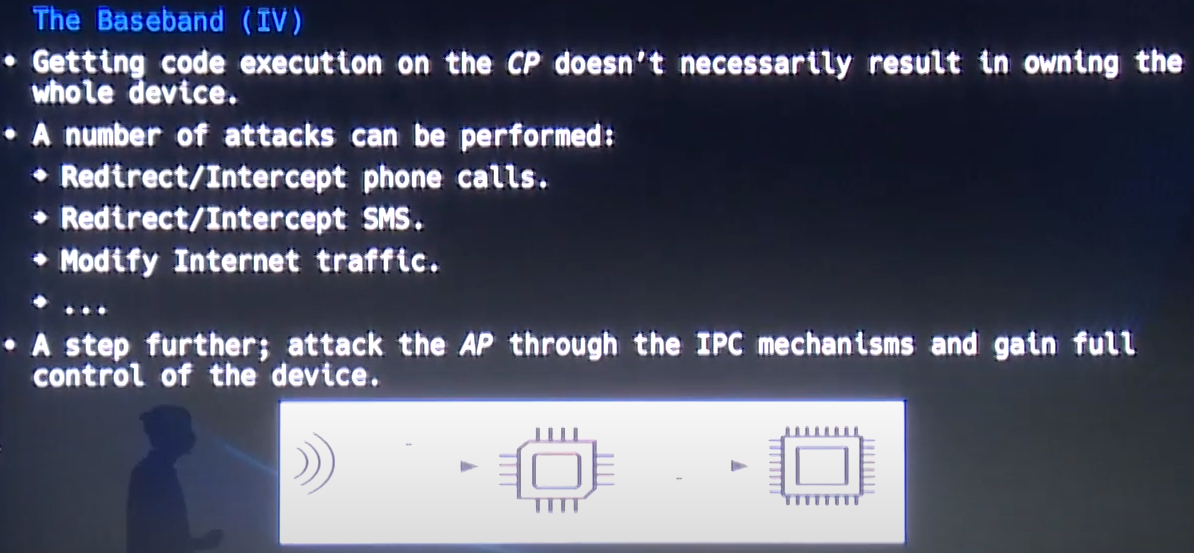 The Baseband (IV)
• Getting code execution on the CP doesn't necessarily result in owning the
whole device.
• A number of attacks can be performed:
✦ Redirect/Intercept phone calls.
✦ Redirect/Intercept SMS.
✦ Modify Internet traffic.
✦ ...
• A step further; attack the AP through the IPC mechanisms and gain full
control of the device.